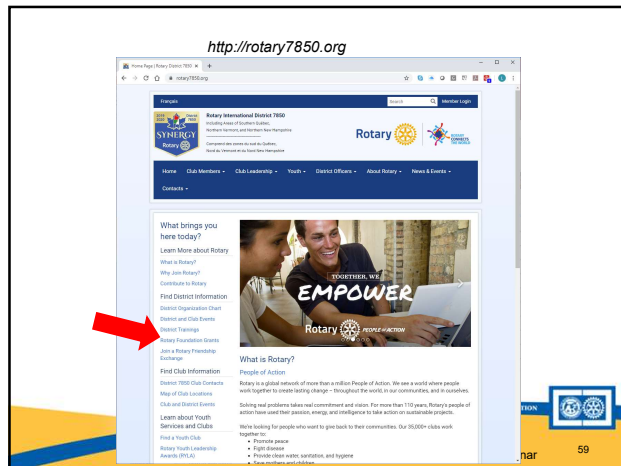 http://rotary7850.org
Home Page | Rotary District 7850
rotary7850.org
Français
Search
Member Login
2019 2020
District 7850
SYNERGY
Rotary
Rotary International District 7850
Including Areas of Southern Québec,
Northern Vermont, and Northern New Hampshire
Comprend des zones du sud du Québec,
Nord du Vermont et du Nord New Hampshire
Rotary
ROTARY
CONNECTS
THE WORLD
Home Club Members Club Leadership Youth District Officers About Rotary News & Events
Contacts
What brings you
here today?
Learn More about Rotary
What is Rotary?
Why Join Rotary?
Contribute to Rotary
Find District Information
District Organization Chart
District and Club Events
District Trainings
Rotary Foundation Grants
Join a Rotary Friendship
Exchange
Find Club Information
District 7850 Club Contacts
Map of Club Locations
Club and District Events
Learn about Youth
Services and Clubs
Find a Youth Club
Rotary Youth Leadership
Awards (RYLA)
TOGETHER, WE
EMPOWER
Rotary
PEOPLE of ACTION
What is Rotary?
People of Action
Rotary is a global network of more than a million People of Action. We see a world where people
work together to create lasting change – throughout the world, in our communities, and in ourselves.
Solving real problems takes real commitment and vision. For more than 110 years, Rotary's people of
action have used their passion, energy, and intelligence to take action on sustainable projects.
We're looking for people who want to give back to their communities. Our 35,000+ clubs work
together to:
• Promote peace
• Fight disease
• Provide clean water, sanitation, and hygiene
• Save mothers and children
TION
nar
59